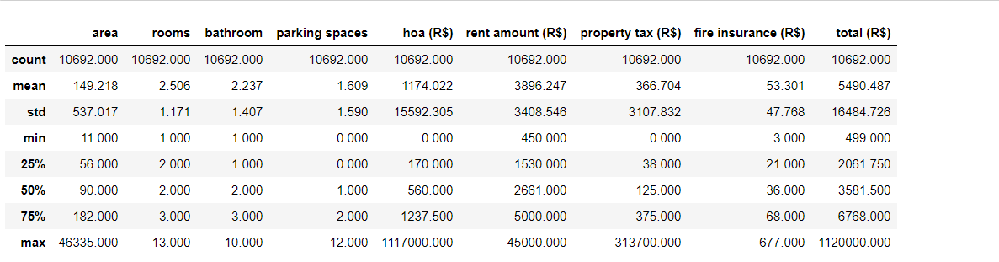 area rooms bathroom parking spaces hoa (R$) rent amount (R$) property tax (R$) fire insurance (R$) total (R$)
count 10692.000 10692.000 10692.000 10692.000 10692.000 10692.000 10692.000 10692.000 10692.000
mean 149.218 2.506 2.237 1.609 1174.022 3896.247 366.704 53.301 5490.487
std 537.017 1.171 1.407 1.590 15592.305 3408.546 3107.832 47.768 16484.726
min 11.000 1.000 1.000 0.000 0.000 450.000 0.000 3.000 499.000
25% 56.000 2.000 1.000 0.000 170.000 1530.000 38.000 21.000 2061.750
50% 90.000 2.000 2.000 1.000 560.000 2661.000 125.000 36.000 3581.500
75% 182.000 3.000 3.000 2.000 1237.500 5000.000 375.000 68.000 6768.000
max 46335.000 13.000 10.000 12.000 1117000.000 45000.000 313700.000 677.000 1120000.000